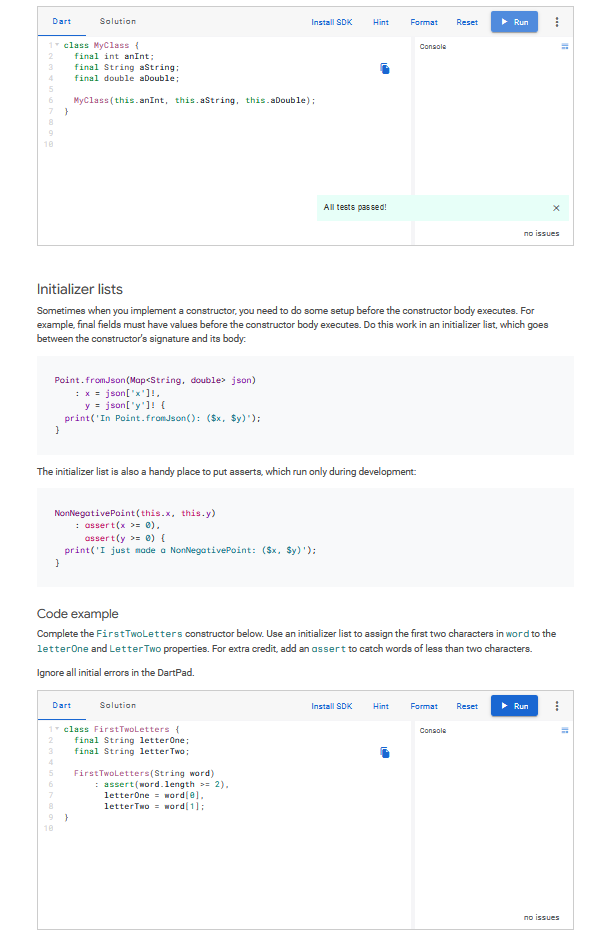 Dart Solution Install SDK Hint Format Reset Run
1 class MyClass { Console
2 final int anInt;
3 final String aString;
4 final double aDouble;
5
6 MyClass(this.anInt, this.aString, this.aDouble);
7 }
8
9
10
All tests passed!
no issues
Initializer lists
Sometimes when you implement a constructor, you need to do some setup before the constructor body executes. For
example, final fields must have values before the constructor body executes. Do this work in an initializer list, which goes
between the constructor's signature and its body:
Point.fromJson(Map<String, double> json)
: x = json['x']!,
y = json['y']! {
print('In Point.fromJson(): ($x, $y)');
}
The initializer list is also a handy place to put asserts, which run only during development:
NonNegativePoint(this.x, this.y)
: assert(x >= 0),
assert(y >= 0) {
print('I just made a NonNegativePoint: ($x, $y)');
}
Code example
Complete the FirstTwoLetters constructor below. Use an initializer list to assign the first two characters in word to the
letterOne and LetterTwo properties. For extra credit, add an assert to catch words of less than two characters.
Ignore all initial errors in the DartPad.
Dart Solution Install SDK Hint Format Reset Run
1 class FirstTwoLetters { Console
2 final String letterOne;
3 final String letterTwo;
4
5 FirstTwoLetters(String word)
6 : assert(word.length >= 2),
7 letterOne = word[0],
8 letterTwo = word[1];
9 }
10
no issues